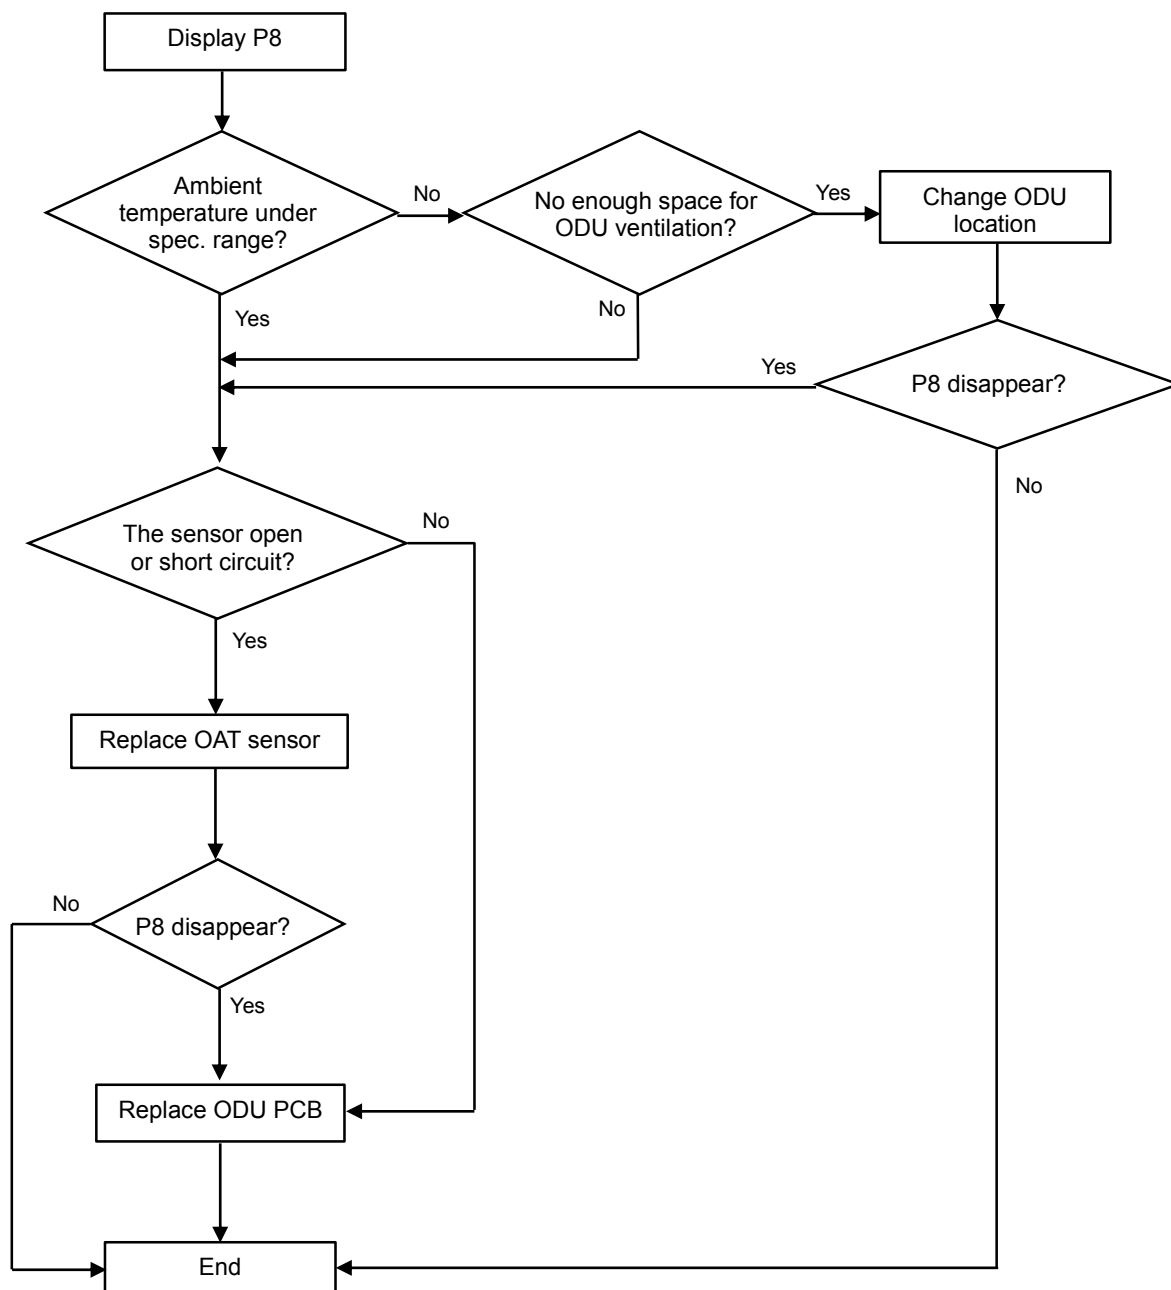 Display P8
Ambient
temperature under
spec. range?
No
No enough space for
ODU ventilation?
Yes
Change ODU
location
Yes
No
Yes
P8 disappear?
No
The sensor open
or short circuit?
No
Yes
Replace OAT sensor
No
P8 disappear?
Yes
Replace ODU PCB
End